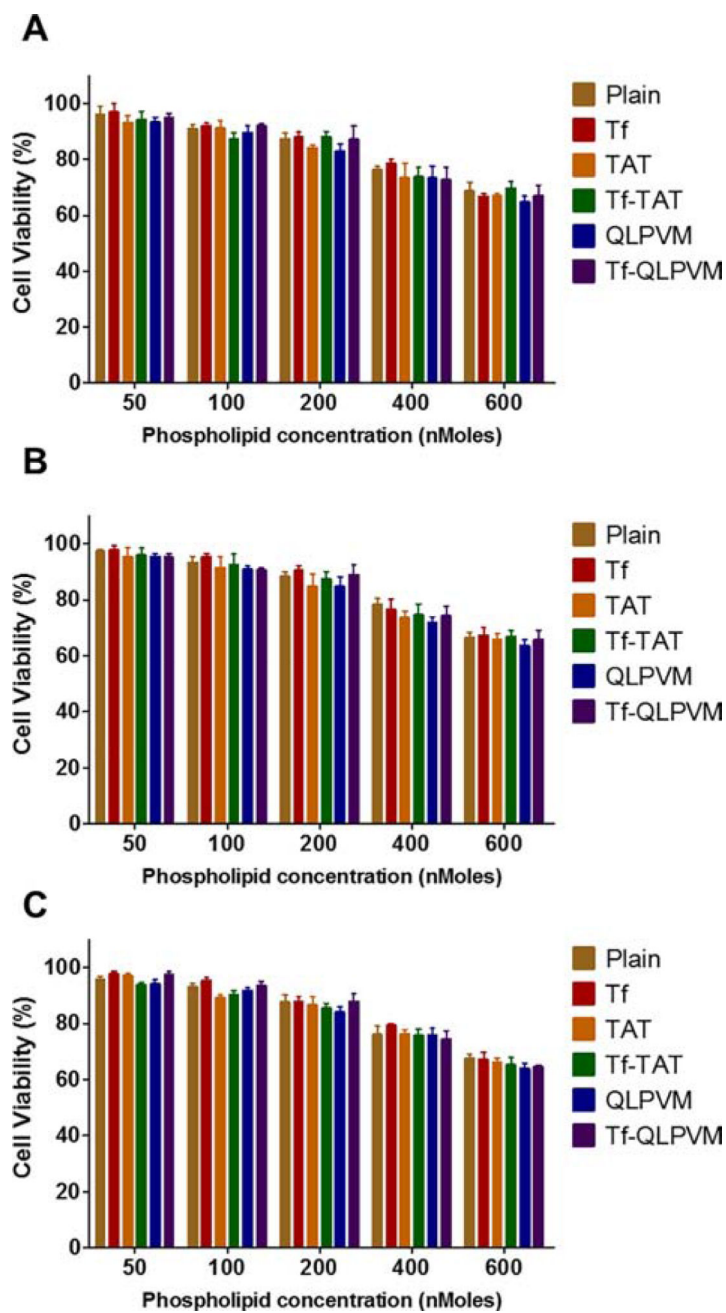 A
Cell Viability (%)
100
80
60
40
20
0
50 100 200 400 600
Phospholipid concentration (nMoles)
Plain
Tf
TAT
Tf-TAT
QLPVM
Tf-QLPVM
B
Cell Viability (%)
100
80
60
40
20
0
50 100 200 400 600
Phospholipid concentration (nMoles)
Plain
Tf
TAT
Tf-TAT
QLPVM
Tf-QLPVM
C
Cell Viability (%)
100
80
60
40
20
0
50 100 200 400 600
Phospholipid concentration (nMoles)
Plain
Tf
TAT
Tf-TAT
QLPVM
Tf-QLPVM